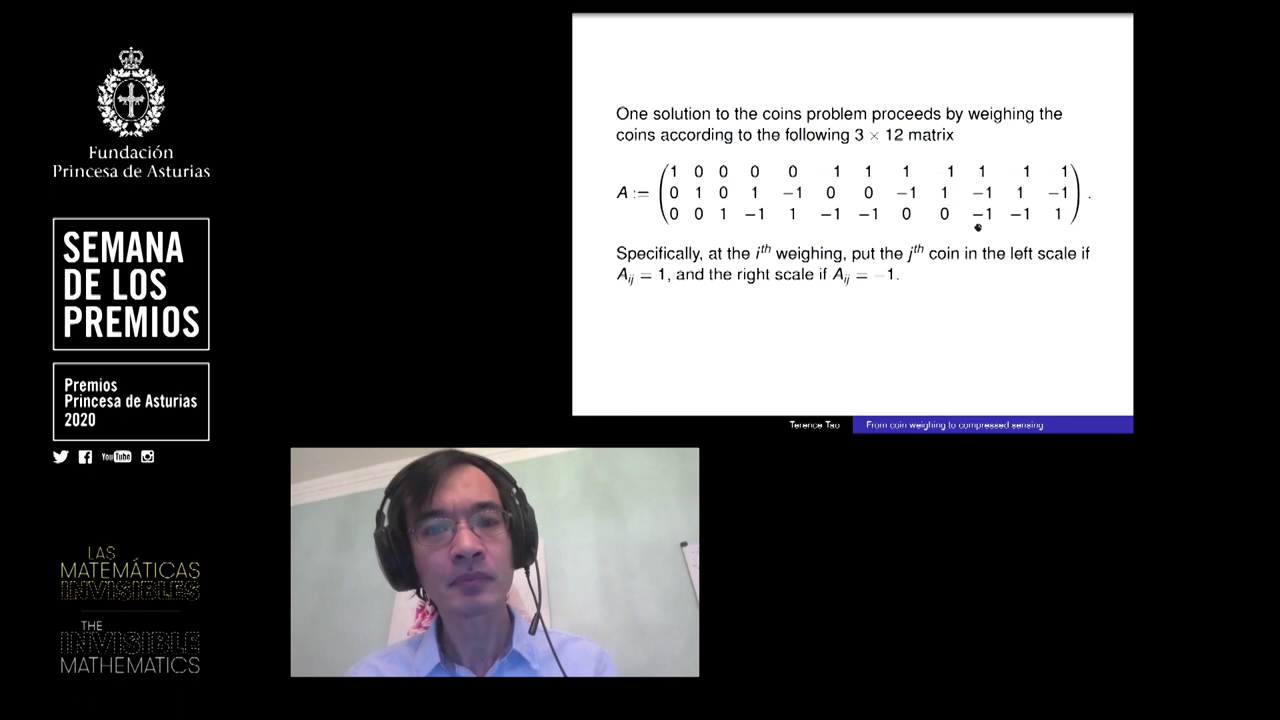 Fundación
Princesa de Asturias
SEMANA
DE LOS
PREMIOS
Premios
Princesa de Asturias
2020
YouTube
LAS
MATEMÁTICAS
INVISIBLES
THE
INVISIBLE
MATHEMATICS
One solution to the coins problem proceeds by weighing the
coins according to the following 3 × 12 matrix
1 0 0 0 0 1 1 1 1 1 1 1
A := 0 1 0 1 −1 0 0 −1 1 −1 1 −1 .
0 0 1 −1 1 −1 −1 0 0 −1 −1 1
Specifically, at the iᵗʰ weighing, put the jᵗʰ coin in the left scale if
Aᵢⱼ = 1, and the right scale if Aᵢⱼ = −1.
Terence Tao From coin weighing to compressed sensing